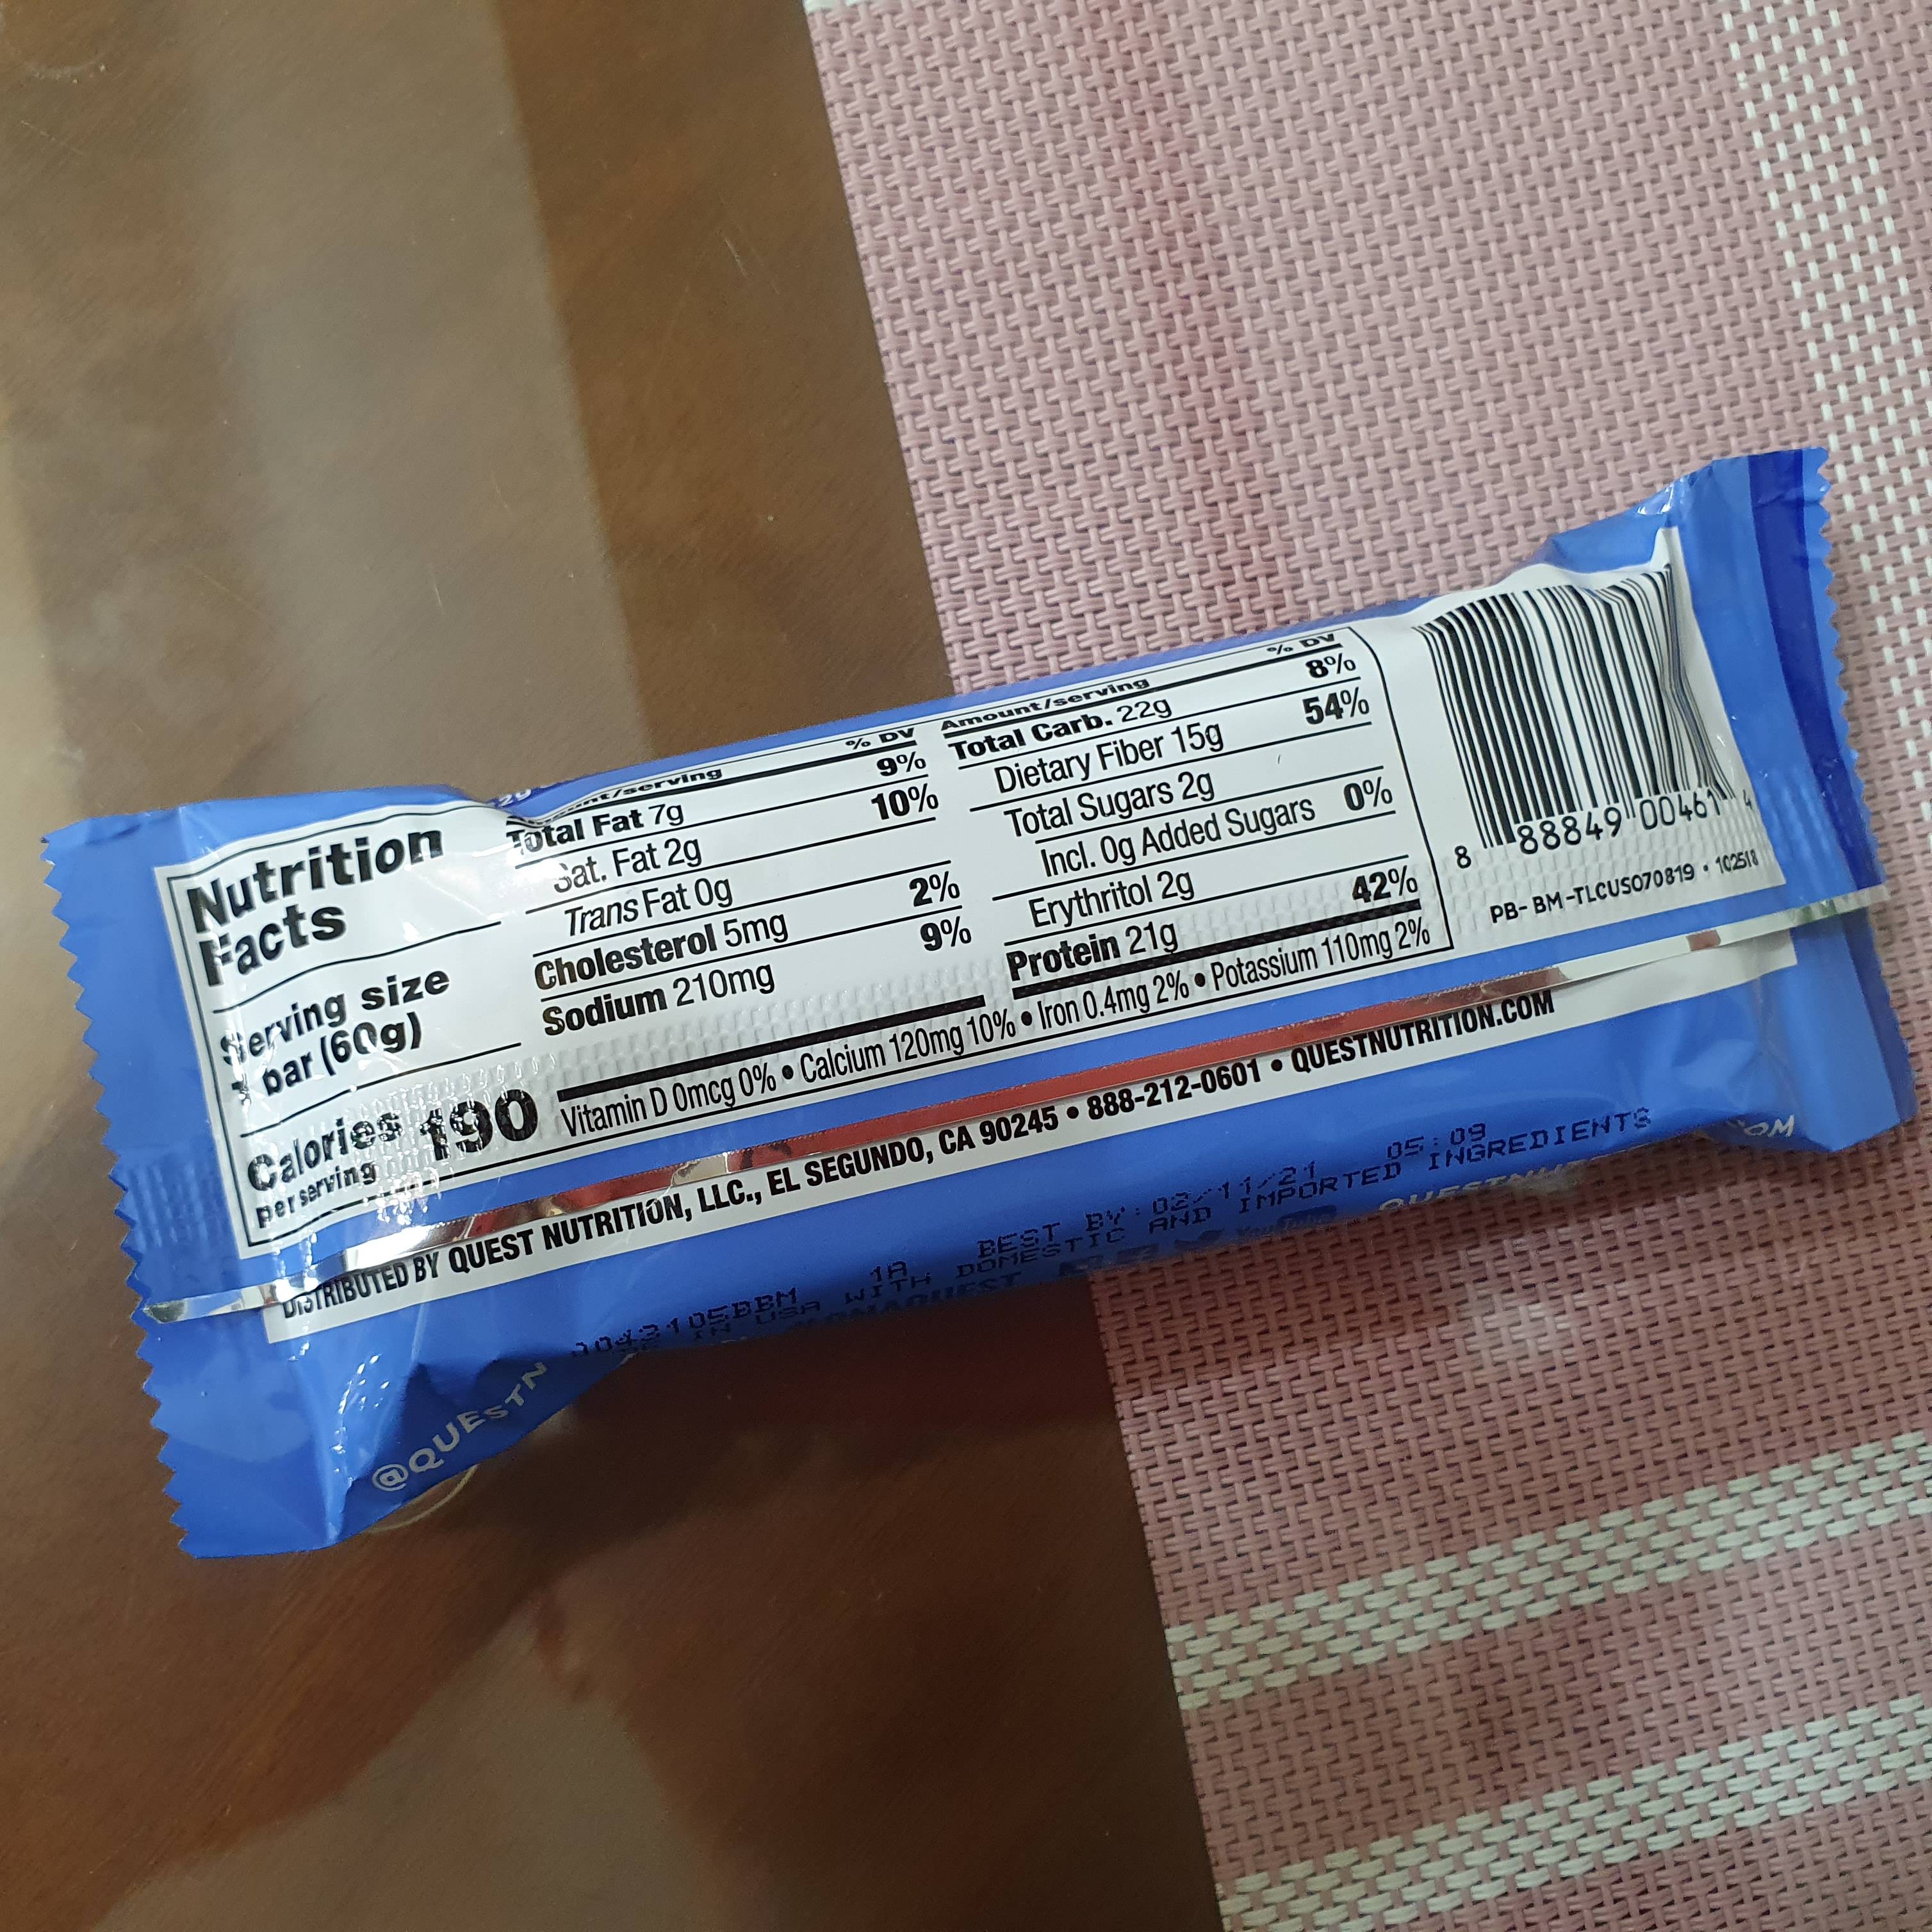 Nutrition
Facts
Serving size
1 bar (60g)
Calories 190
per serving
% DV
Total Fat 7g 9%
Sat. Fat 2g 10%
Trans Fat 0g
Cholesterol 5mg 2%
Sodium 210mg 9%
Amount/serving % DV
Total Carb. 22g 8%
Dietary Fiber 15g 54%
Total Sugars 2g
Incl. 0g Added Sugars 0%
Erythritol 2g
Protein 21g 42%
Vitamin D 0mcg 0% • Calcium 120mg 10% • Iron 0.4mg 2% • Potassium 110mg 2%
8 88849 00461 4
PB-BM-TLCUS070819 • 102518
DISTRIBUTED BY QUEST NUTRITION, LLC., EL SEGUNDO, CA 90245 • 888-212-0601 • QUESTNUTRITION.COM
1A BEST BY: 02/11/21 05:09
IN USA WITH DOMESTIC AND IMPORTED INGREDIENTS
@QUESTN